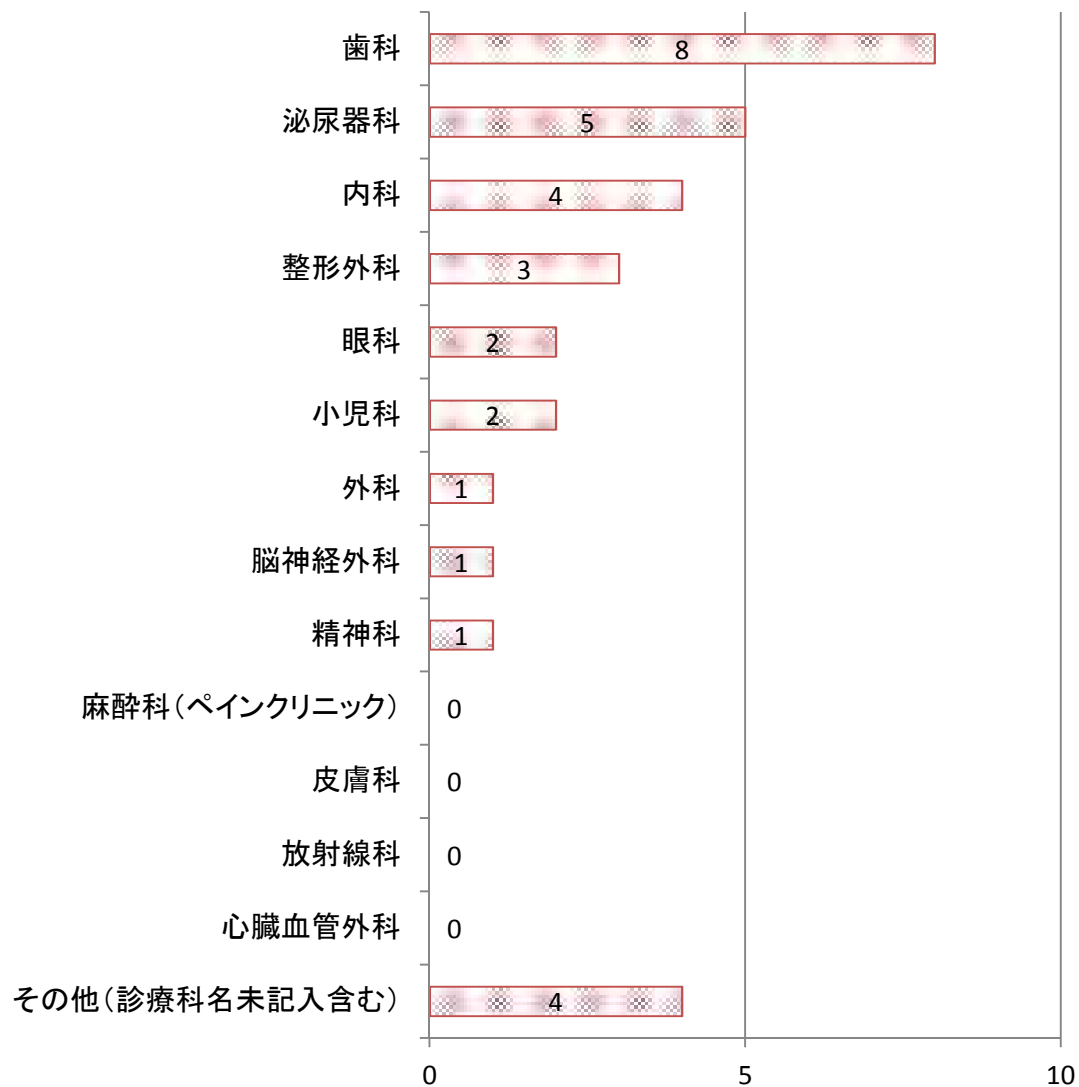 歯科 8
泌尿器科 5
内科 4
整形外科 3
眼科 2
小児科 2
外科 1
脳神経外科 1
精神科 1
麻酔科（ペインクリニック） 0
皮膚科 0
放射線科 0
心臓血管外科 0
その他（診療科名未記入含む） 4
0 5 10